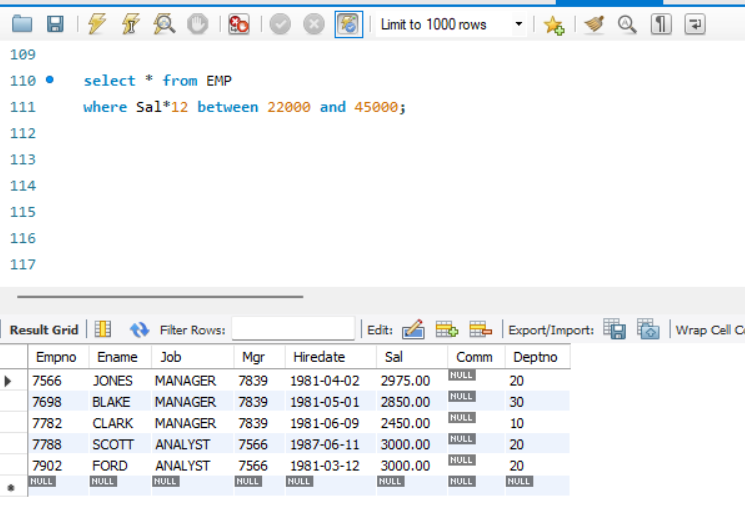 Limit to 1000 rows
109
110 select * from EMP
111 where Sal*12 between 22000 and 45000;
112
113
114
115
116
117
Result Grid Filter Rows: Edit: Export/Import: Wrap Cell Co
Empno Ename Job Mgr Hiredate Sal Comm Deptno
7566 JONES MANAGER 7839 1981-04-02 2975.00 NULL 20
7698 BLAKE MANAGER 7839 1981-05-01 2850.00 NULL 30
7782 CLARK MANAGER 7839 1981-06-09 2450.00 NULL 10
7788 SCOTT ANALYST 7566 1987-06-11 3000.00 NULL 20
7902 FORD ANALYST 7566 1981-03-12 3000.00 NULL 20
NULL NULL NULL NULL NULL NULL NULL NULL